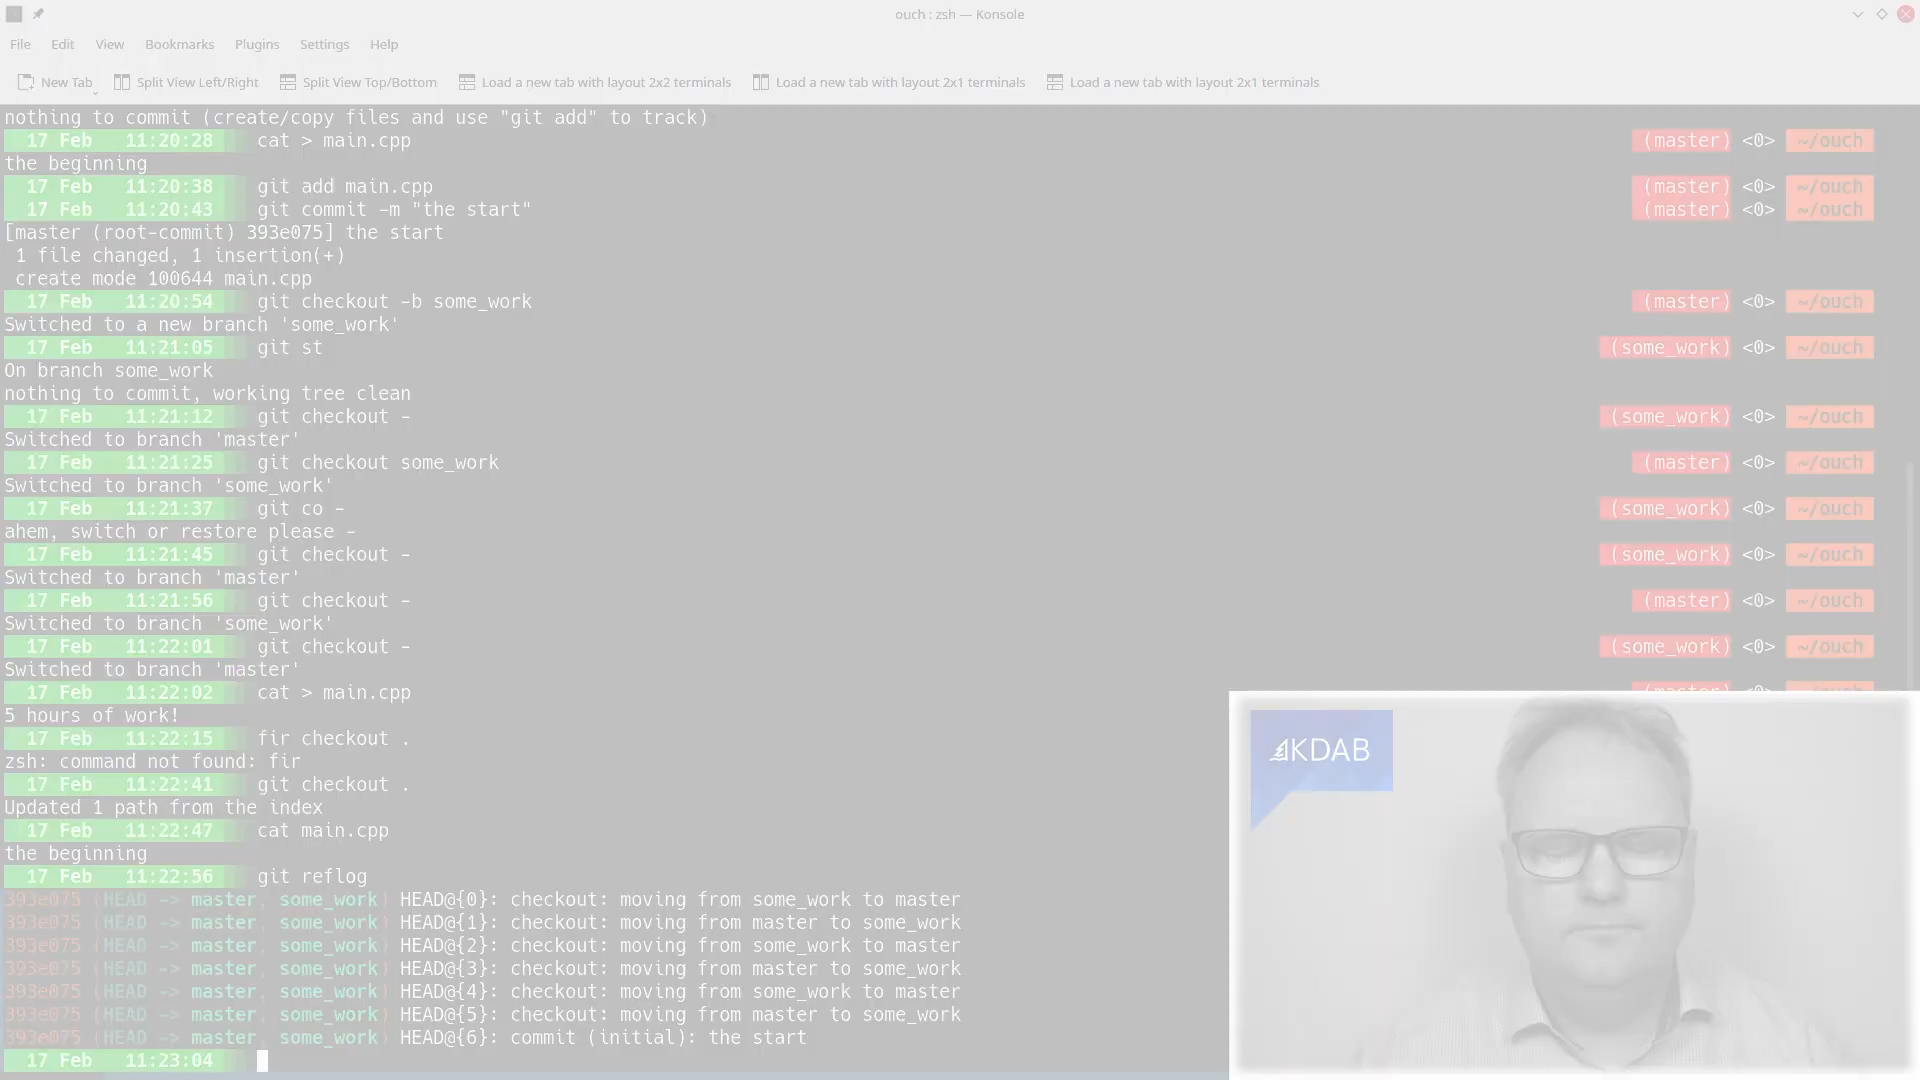 ouch : zsh — Konsole
File Edit View Bookmarks Plugins Settings Help
New Tab Split View Left/Right Split View Top/Bottom Load a new tab with layout 2x2 terminals Load a new tab with layout 2x1 terminals Load a new tab with layout 2x1 terminals
nothing to commit (create/copy files and use "git add" to track)
17 Feb 11:20:28 cat > main.cpp (master) <0> ~/ouch
the beginning
17 Feb 11:20:38 git add main.cpp (master) <0> ~/ouch
17 Feb 11:20:43 git commit -m "the start" (master) <0> ~/ouch
[master (root-commit) 393e075] the start
1 file changed, 1 insertion(+)
create mode 100644 main.cpp
17 Feb 11:20:54 git checkout -b some_work (master) <0> ~/ouch
Switched to a new branch 'some_work'
17 Feb 11:21:05 git st (some_work) <0> ~/ouch
On branch some_work
nothing to commit, working tree clean
17 Feb 11:21:12 git checkout - (some_work) <0> ~/ouch
Switched to branch 'master'
17 Feb 11:21:25 git checkout some_work (master) <0> ~/ouch
Switched to branch 'some_work'
17 Feb 11:21:37 git co - (some_work) <0> ~/ouch
ahem, switch or restore please -
17 Feb 11:21:45 git checkout - (some_work) <0> ~/ouch
Switched to branch 'master'
17 Feb 11:21:56 git checkout - (master) <0> ~/ouch
Switched to branch 'some_work'
17 Feb 11:22:01 git checkout - (some_work) <0> ~/ouch
Switched to branch 'master'
17 Feb 11:22:02 cat > main.cpp
5 hours of work!
17 Feb 11:22:15 fir checkout .
zsh: command not found: fir
17 Feb 11:22:41 git checkout .
Updated 1 path from the index
17 Feb 11:22:47 cat main.cpp
the beginning
17 Feb 11:22:56 git reflog
393e075 (HEAD -> master, some_work) HEAD@{0}: checkout: moving from some_work to master
393e075 (HEAD -> master, some_work) HEAD@{1}: checkout: moving from master to some_work
393e075 (HEAD -> master, some_work) HEAD@{2}: checkout: moving from some_work to master
393e075 (HEAD -> master, some_work) HEAD@{3}: checkout: moving from master to some_work
393e075 (HEAD -> master, some_work) HEAD@{4}: checkout: moving from some_work to master
393e075 (HEAD -> master, some_work) HEAD@{5}: checkout: moving from master to some_work
393e075 (HEAD -> master, some_work) HEAD@{6}: commit (initial): the start
17 Feb 11:23:04
KDAB